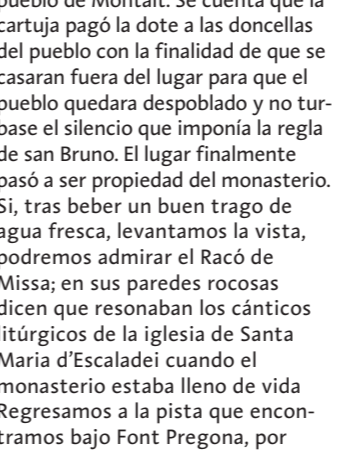 pueblo de Montalt. Se cuenta que la
cartuja pagó la dote a las doncellas
del pueblo con la finalidad de que se
casaran fuera del lugar para que el
pueblo quedara despoblado y no tur-
base el silencio que imponía la regla
de san Bruno. El lugar finalmente
pasó a ser propiedad del monasterio.
Si, tras beber un buen trago de
agua fresca, levantamos la vista,
podremos admirar el Racó de
Missa; en sus paredes rocosas
dicen que resonaban los cánticos
litúrgicos de la iglesia de Santa
Maria d’Escaladei cuando el
monasterio estaba lleno de vida
Regresamos a la pista que encon-
tramos bajo Font Pregona, por